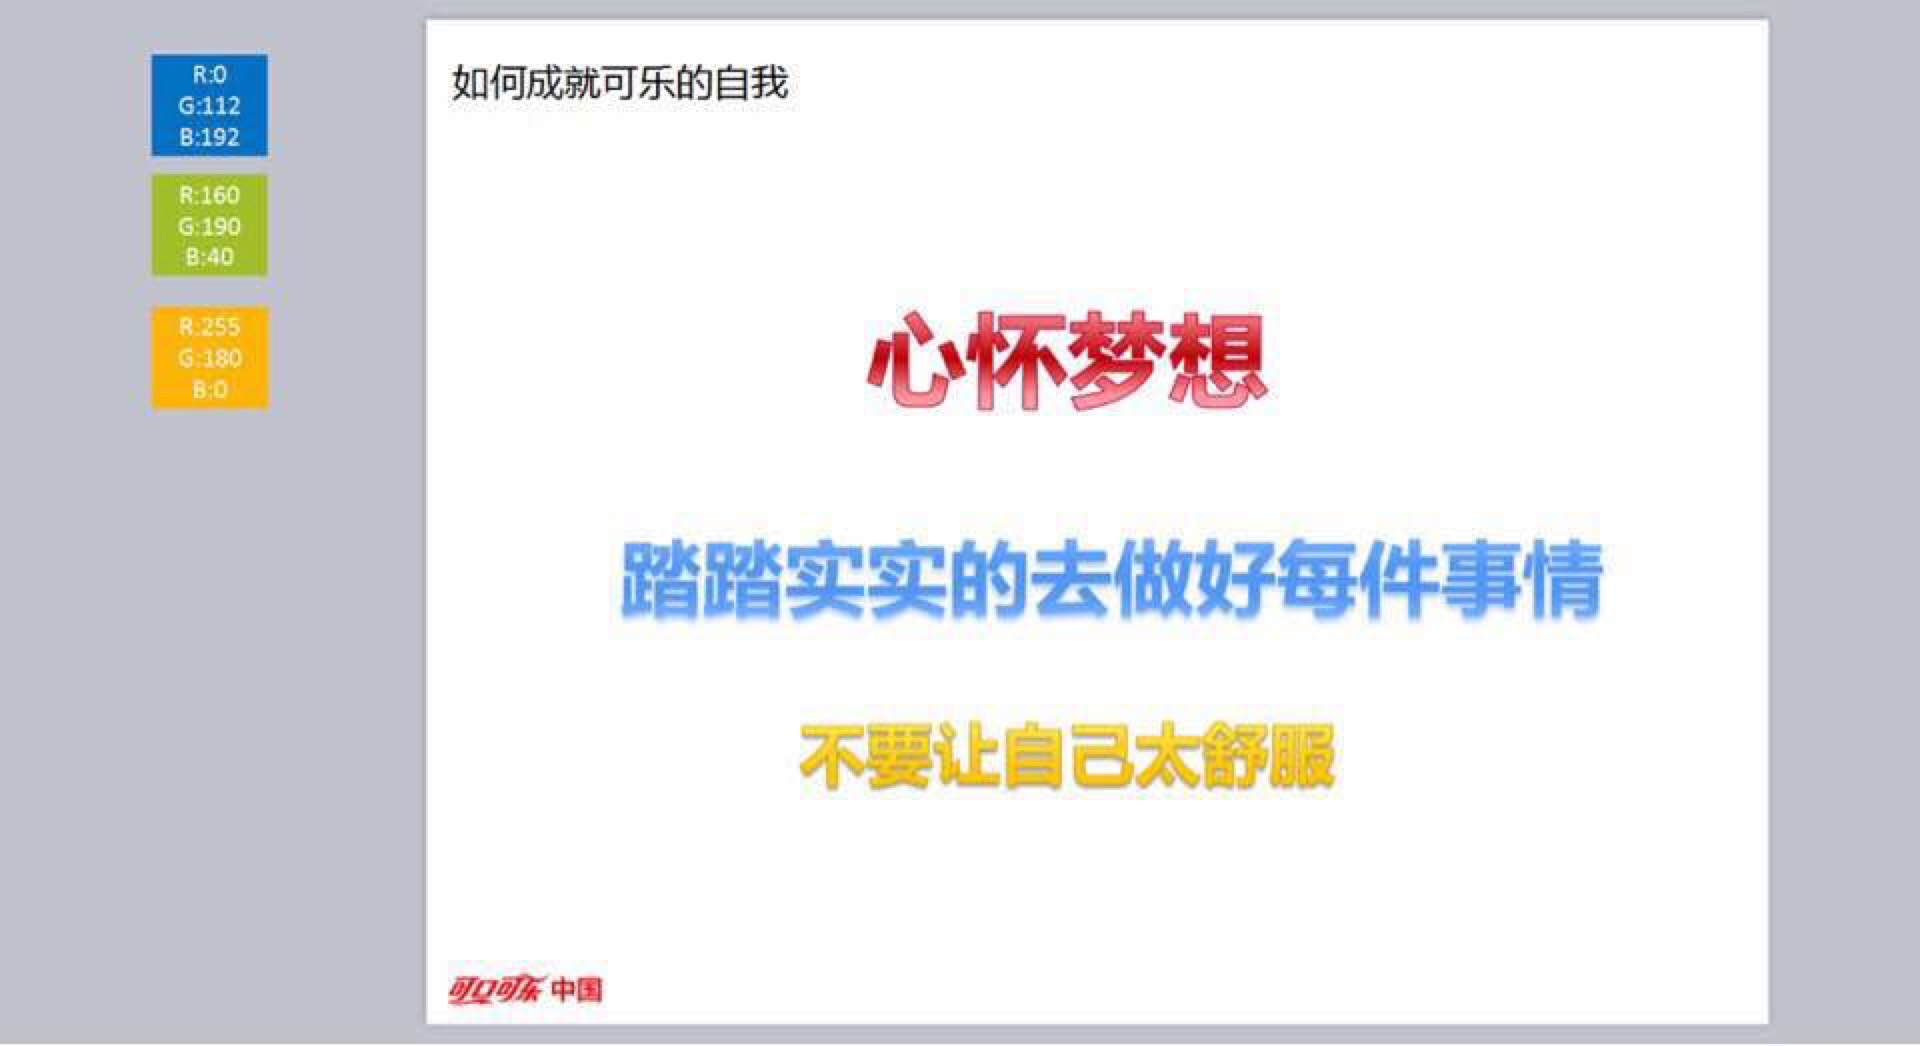 R:0
G:112
B:192
R:160
G:190
B:40
R:255
G:180
B:0
如何成就可乐的自我
心怀梦想
踏踏实实的去做好每件事情
不要让自己太舒服
可口可乐 中国